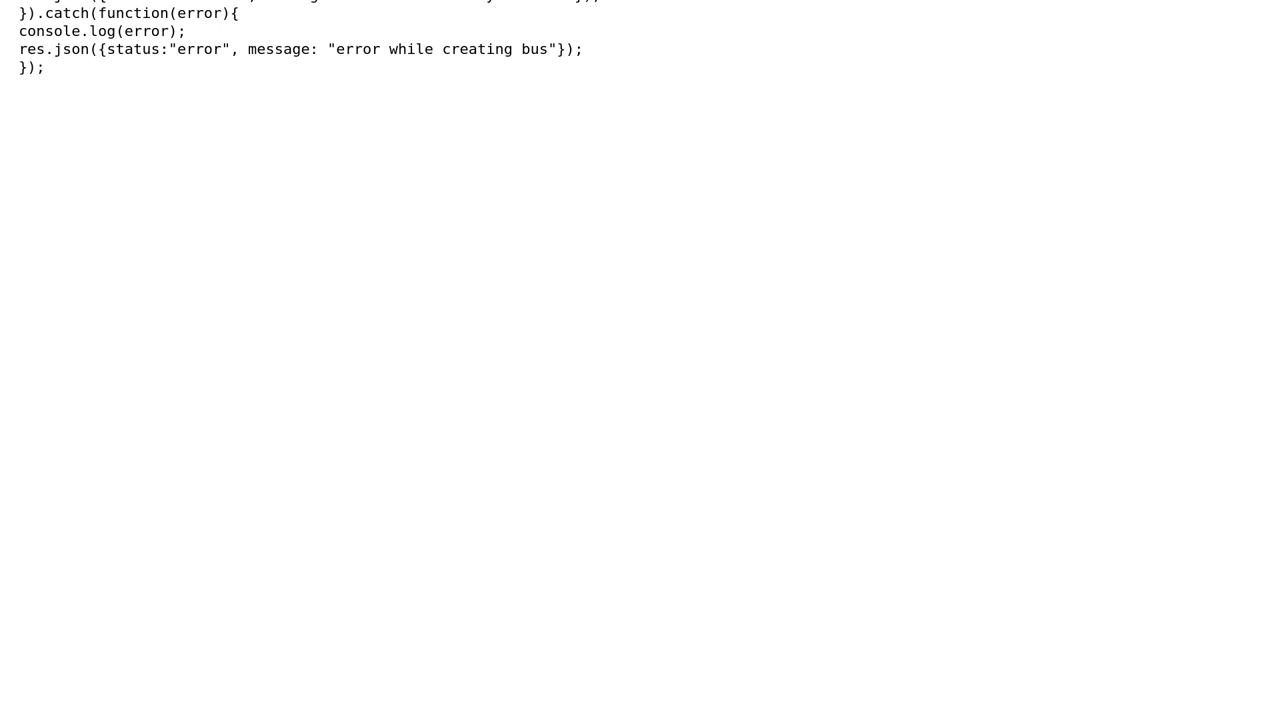 }).catch(function(error){
console.log(error);
res.json({status:"error", message: "error while creating bus"});
});